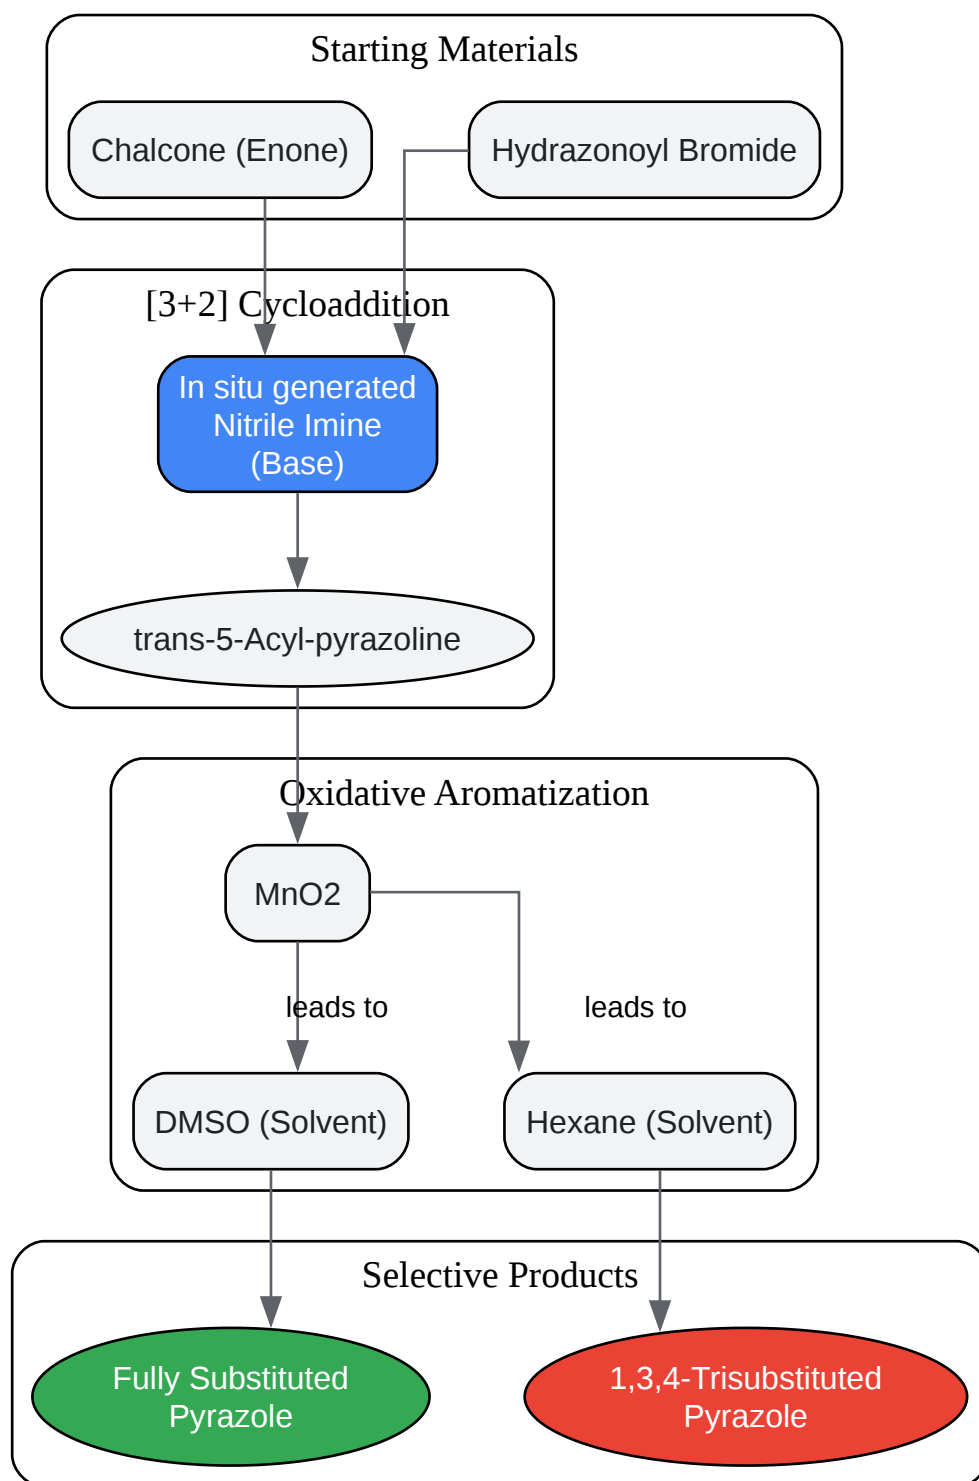 Starting Materials
Chalcone (Enone)
Hydrazonoyl Bromide
[3+2] Cycloaddition
In situ generated
Nitrile Imine
(Base)
trans-5-Acyl-pyrazoline
Oxidative Aromatization
MnO2
leads to
leads to
DMSO (Solvent)
Hexane (Solvent)
Selective Products
Fully Substituted
Pyrazole
1,3,4-Trisubstituted
Pyrazole